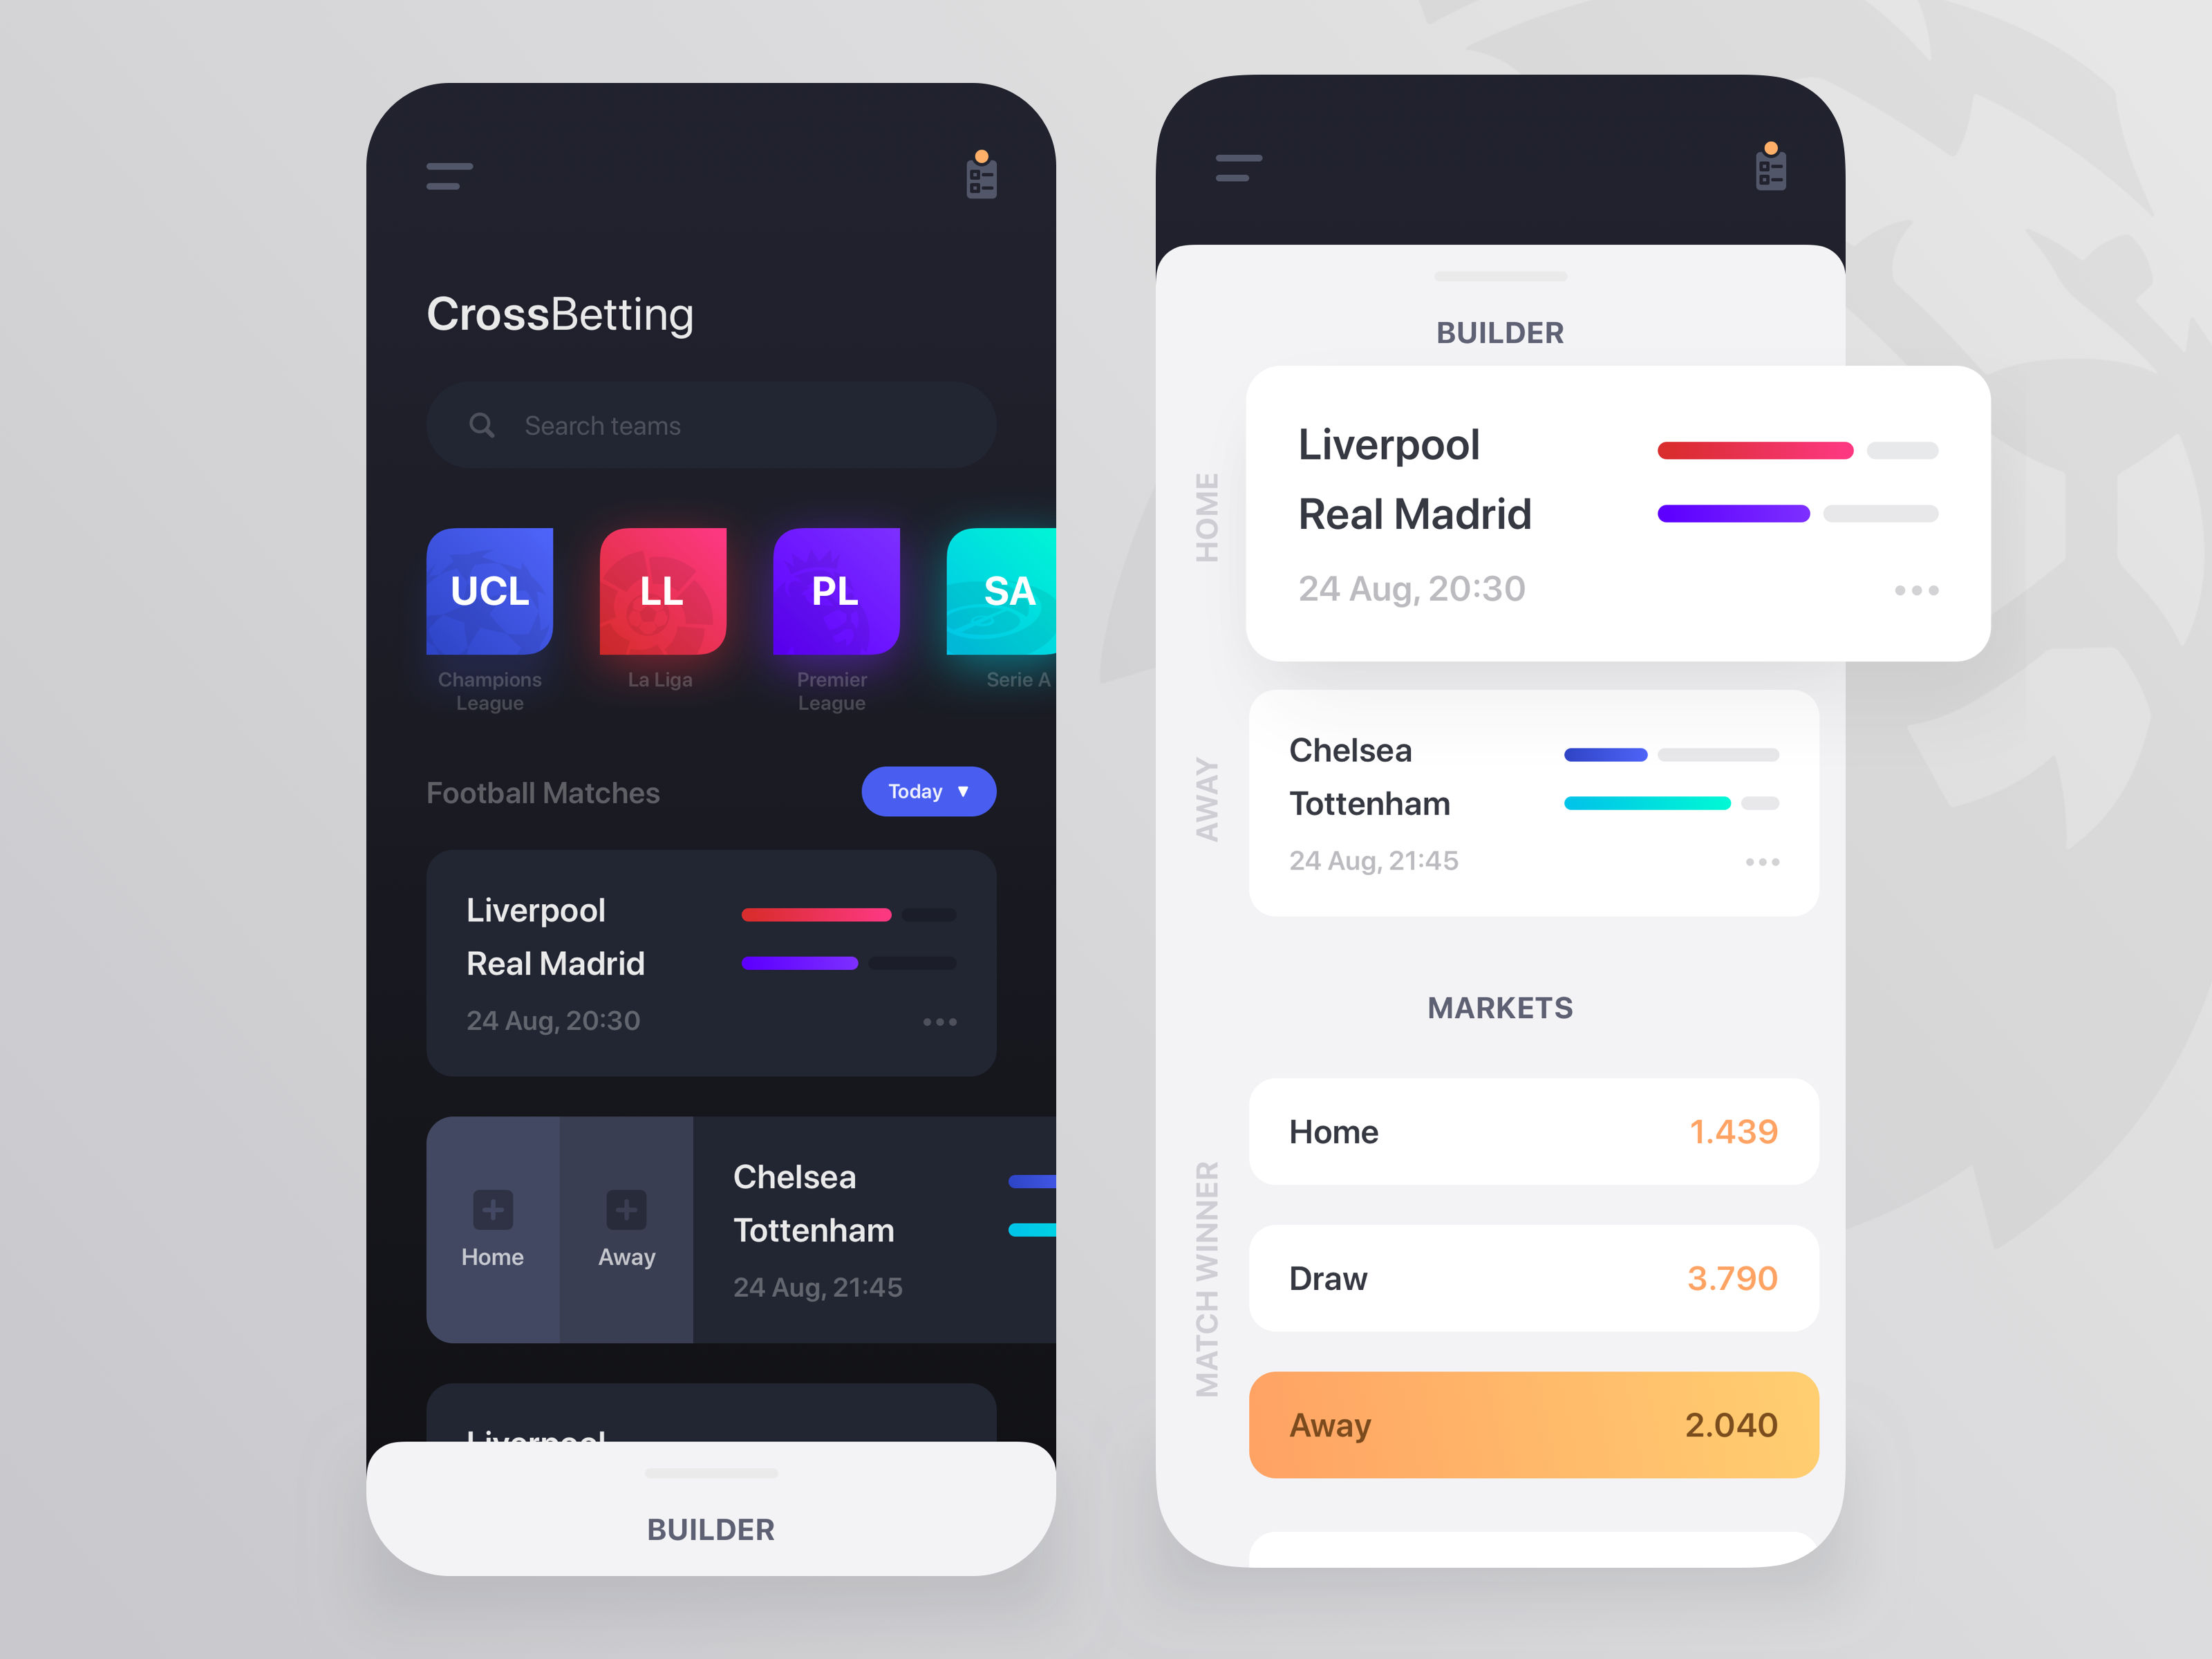 CrossBetting
Search teams
UCL
LL
PL
SA
Champions
League
La Liga
Premier
League
Serie A
Football Matches
Today
Liverpool
Real Madrid
24 Aug, 20:30
Home
Away
Chelsea
Tottenham
24 Aug, 21:45
Liverpool
BUILDER
BUILDER
HOME
Liverpool
Real Madrid
24 Aug, 20:30
AWAY
Chelsea
Tottenham
24 Aug, 21:45
MARKETS
MATCH WINNER
Home 1.439
Draw 3.790
Away 2.040